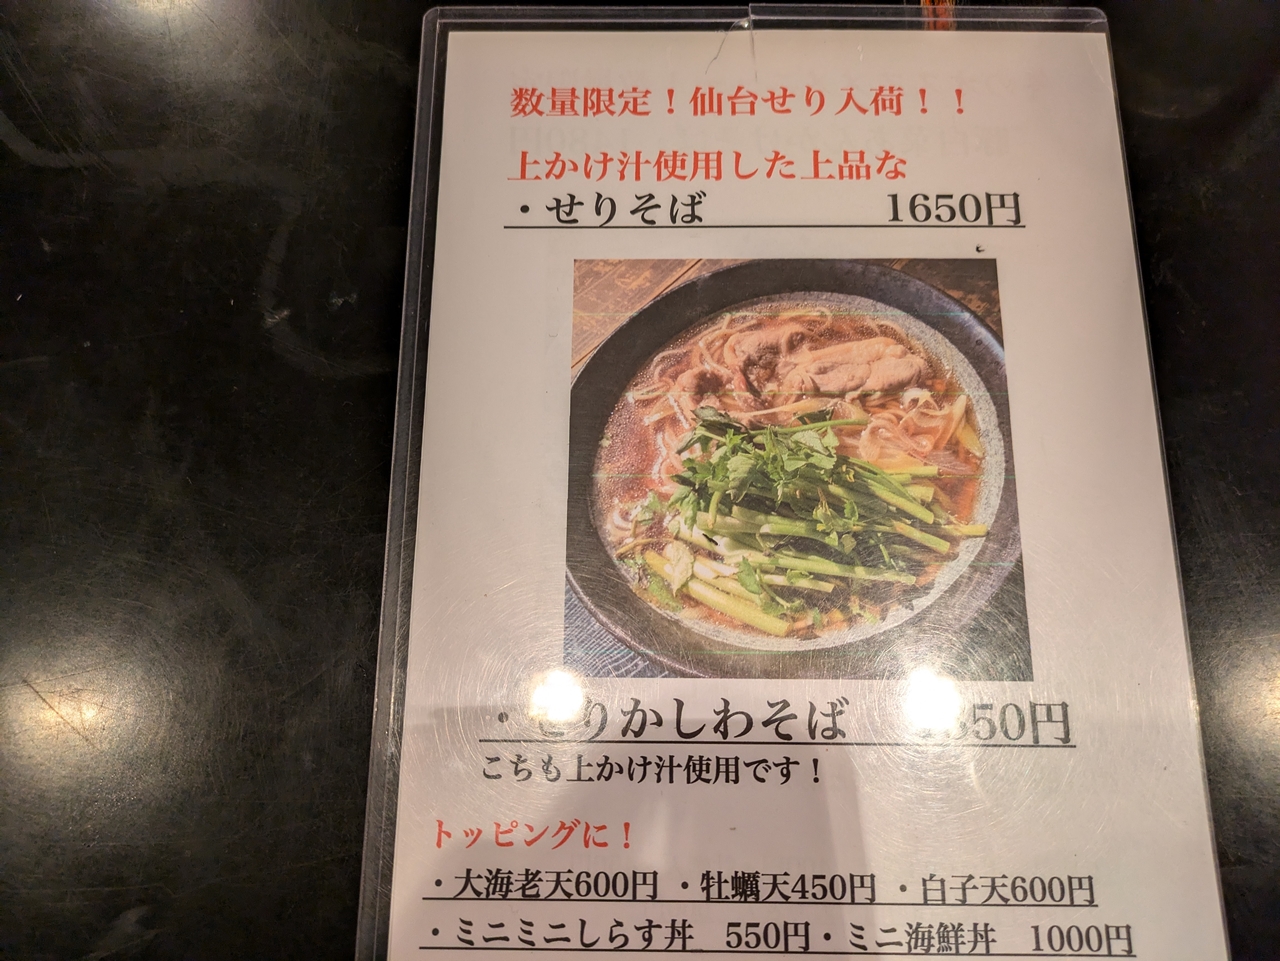 数量限定！仙台せり入荷！！
上かけ汁使用した上品な
・せりそば 1650円
・せりかしわそば 850円
こちも上かけ汁使用です！
トッピングに！
・大海老天600円 ・牡蠣天450円 ・白子天600円
・ミニミニしらす丼 550円・ミニ海鮮丼 1000円